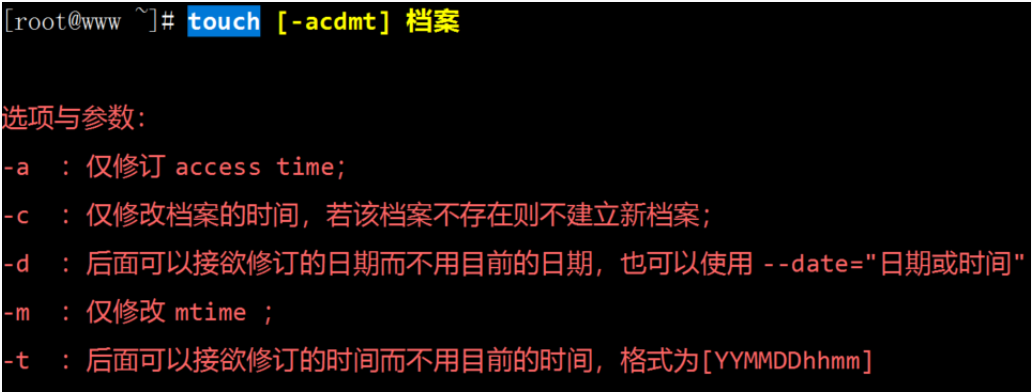 [root@www ~]# touch [-acdmt] 档案
选项与参数：
-a ：仅修订 access time；
-c ：仅修改档案的时间，若该档案不存在则不建立新档案；
-d ：后面可以接欲修订的日期而不用目前的日期，也可以使用 --date="日期或时间"
-m ：仅修改 mtime ；
-t ：后面可以接欲修订的时间而不用目前的时间，格式为[YYMMDDhhmm]